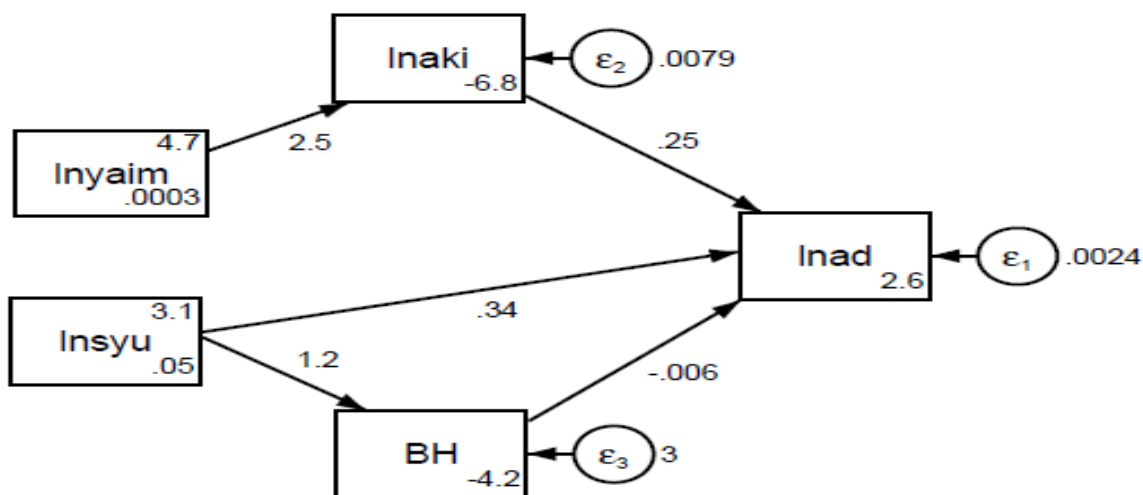 lnaki
-6.8
ε2
.0079
4.7
lnyaim
.0003
2.5
.25
lnad
2.6
ε1
.0024
3.1
lnsyu
.05
.34
1.2
-.006
BH
-4.2
ε3
3